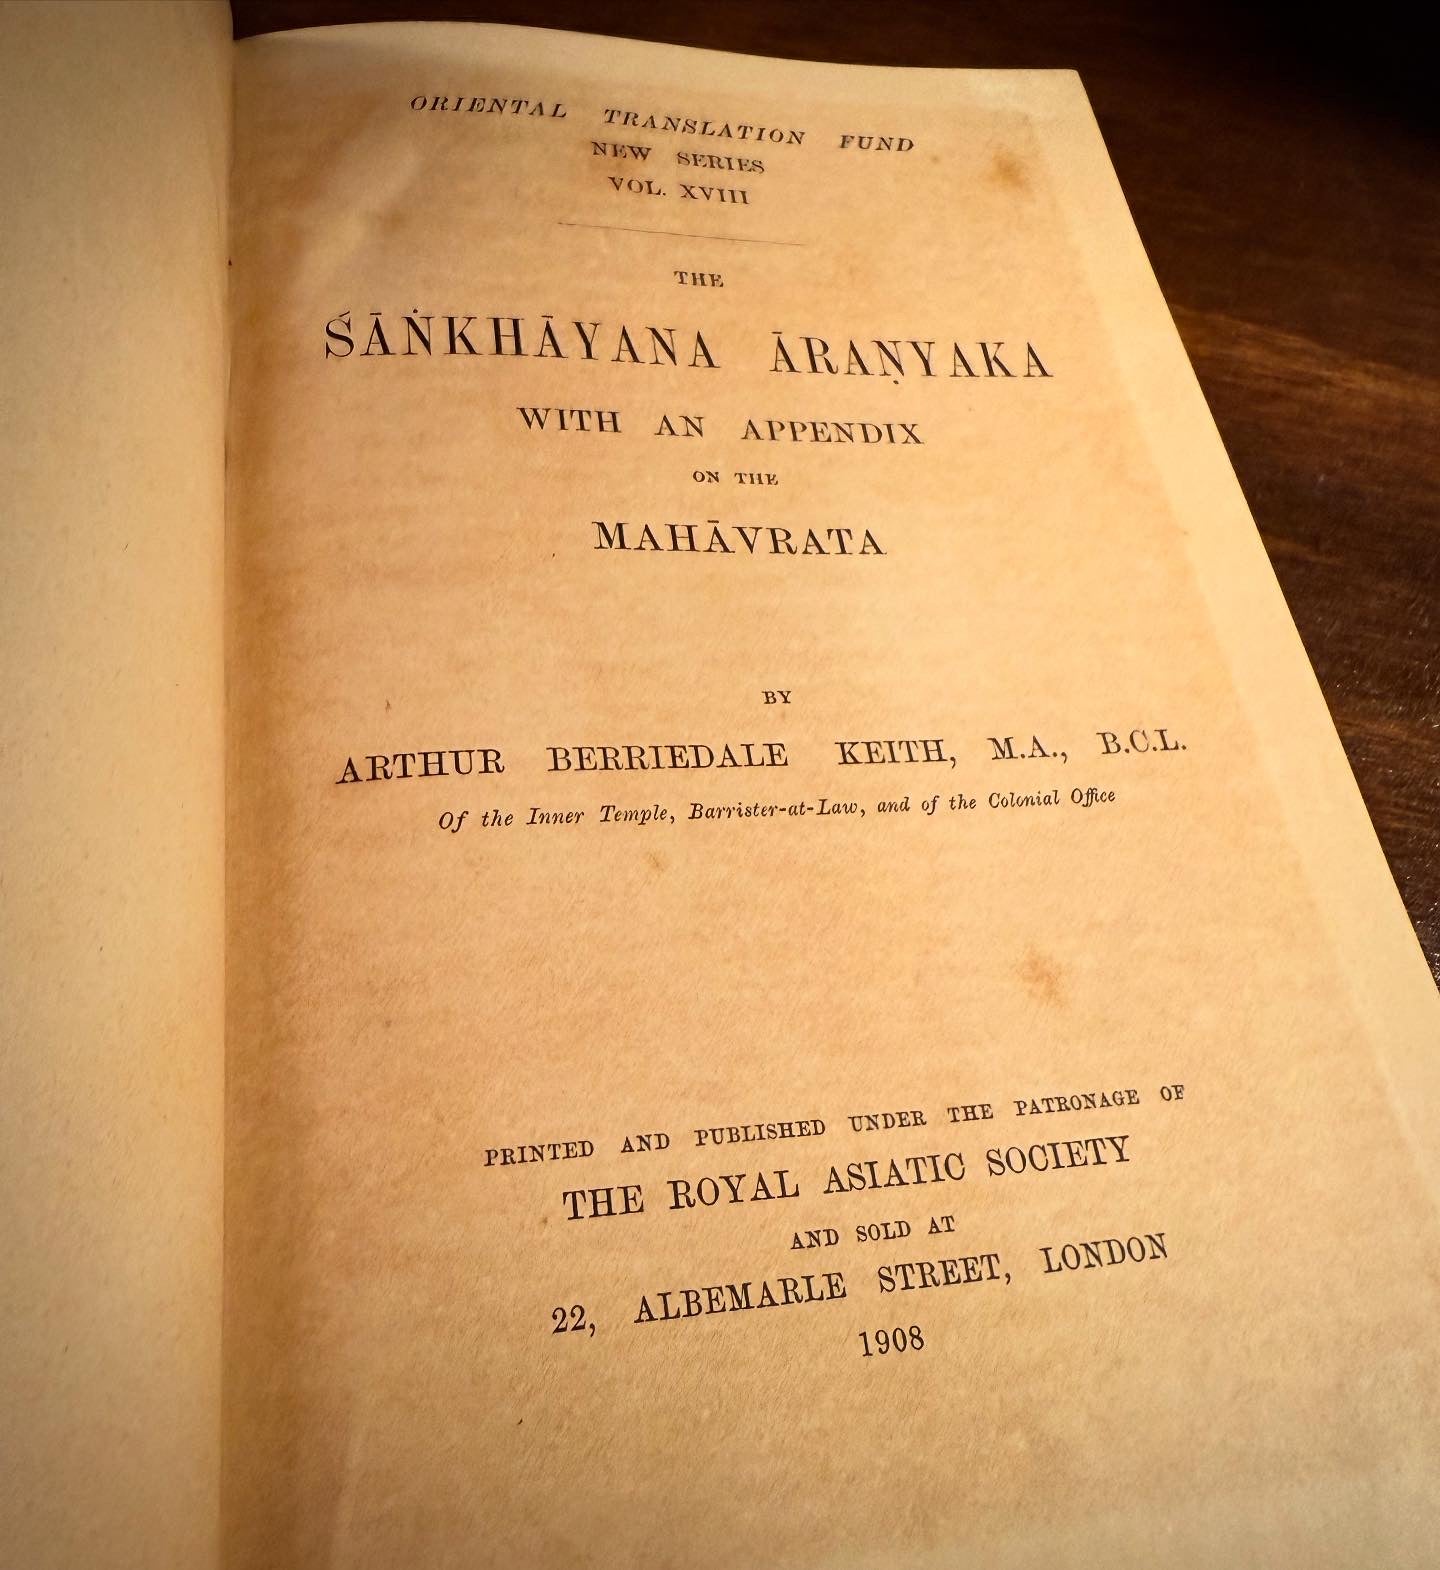 ORIENTAL TRANSLATION FUND
NEW SERIES
VOL. XVIII
THE
ŚĀṄKHĀYANA ĀRAṆYAKA
WITH AN APPENDIX
ON THE
MAHĀVRATA
BY
ARTHUR BERRIEDALE KEITH, M.A., B.C.L.
Of the Inner Temple, Barrister-at-Law, and of the Colonial Office
PRINTED AND PUBLISHED UNDER THE PATRONAGE OF
THE ROYAL ASIATIC SOCIETY
AND SOLD AT
22, ALBEMARLE STREET, LONDON
1908